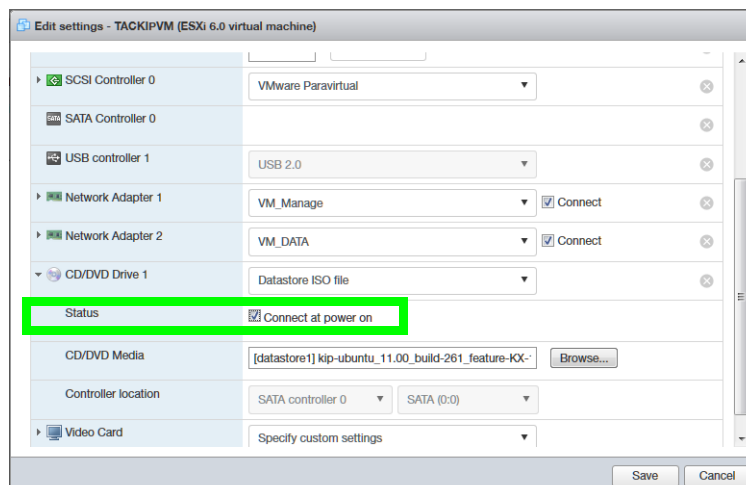 Edit settings - TACKIPVM (ESXi 6.0 virtual machine)
SCSI Controller 0 VMware Paravirtual
SATA Controller 0
USB controller 1 USB 2.0
Network Adapter 1 VM_Manage Connect
Network Adapter 2 VM_DATA Connect
CD/DVD Drive 1 Datastore ISO file
Status Connect at power on
CD/DVD Media [datastore1] kip-ubuntu_11.00_build-261_feature-KX- Browse...
Controller location SATA controller 0 SATA (0:0)
Video Card Specify custom settings
Save Cancel